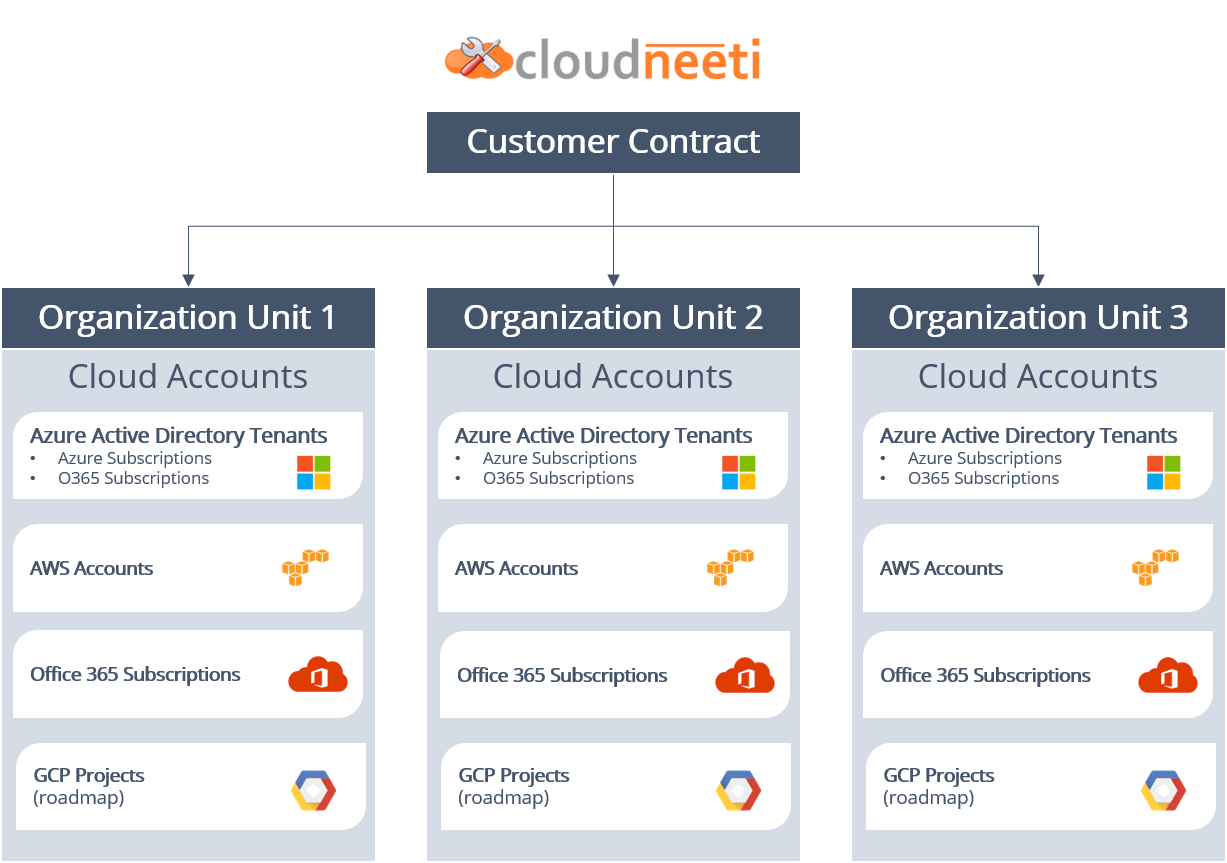 cloudneeti
Customer Contract
Organization Unit 1
Cloud Accounts
Azure Active Directory Tenants
• Azure Subscriptions
• O365 Subscriptions
AWS Accounts
Office 365 Subscriptions
GCP Projects
(roadmap)
Organization Unit 2
Cloud Accounts
Azure Active Directory Tenants
• Azure Subscriptions
• O365 Subscriptions
AWS Accounts
Office 365 Subscriptions
GCP Projects
(roadmap)
Organization Unit 3
Cloud Accounts
Azure Active Directory Tenants
• Azure Subscriptions
• O365 Subscriptions
AWS Accounts
Office 365 Subscriptions
GCP Projects
(roadmap)